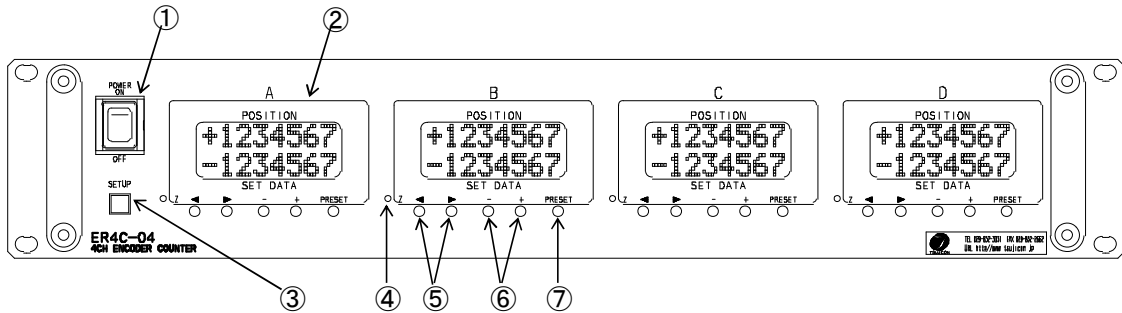 ① ②
POWER
ON
OFF
SETUP
A B C D
POSITION POSITION POSITION POSITION
+1234567 +1234567 +1234567 +1234567
-1234567 -1234567 -1234567 -1234567
SET DATA SET DATA SET DATA SET DATA
Z ◀ ▶ - + PRESET Z ◀ ▶ - + PRESET Z ◀ ▶ - + PRESET Z ◀ ▶ - + PRESET
ER4C-04
4CH ENCODER COUNTER
③ ④ ⑤ ⑥ ⑦